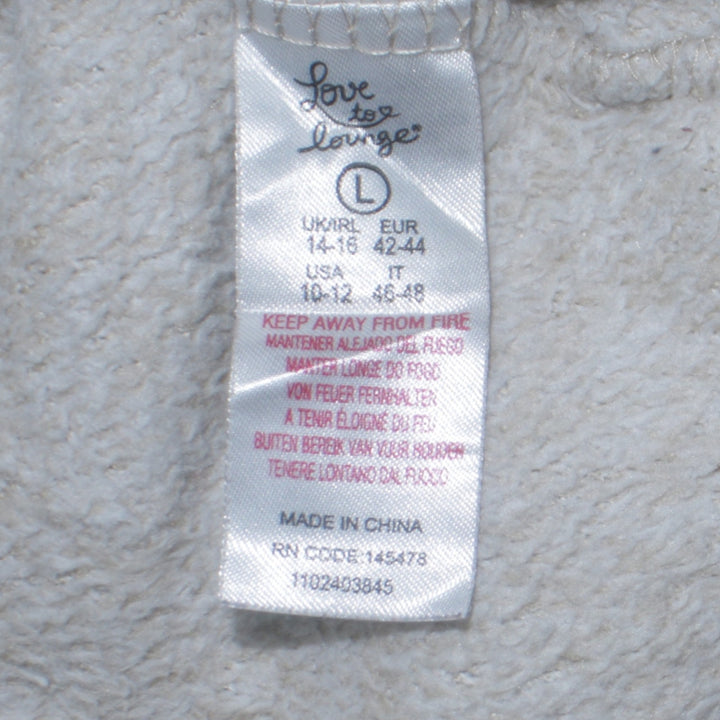 Love
to
lounge
L
UK/IRL EUR
14-16 42-44
USA IT
10-12 46-48
KEEP AWAY FROM FIRE
MANTENER ALEJADO DEL FUEGO
MANTER LONGE DO FOGO
VON FEUER FERNHALTEN
A TENIR ÉLOIGNÉ DU FEU
BUITEN BEREIK VAN VUUR HOUDEN
TENERE LONTANO DAL FUOCO
MADE IN CHINA
RN CODE:145478
1102403845